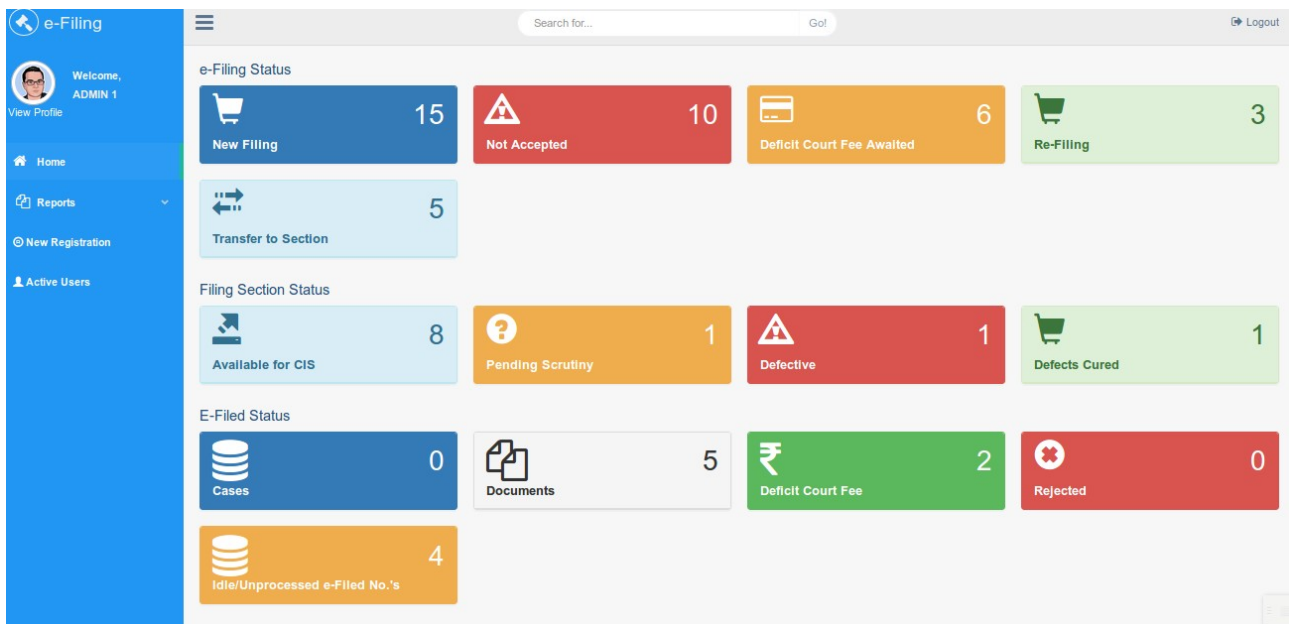 e-Filing
Search for...
Go!
Logout
Welcome,
ADMIN 1
View Profile
Home
Reports
New Registration
Active Users
e-Filing Status
15
New Filing
10
Not Accepted
6
Deficit Court Fee Awaited
3
Re-Filing
5
Transfer to Section
Filing Section Status
8
Available for CIS
1
Pending Scrutiny
1
Defective
1
Defects Cured
E-Filed Status
0
Cases
5
Documents
2
Deficit Court Fee
0
Rejected
4
Idle/Unprocessed e-Filed No.'s